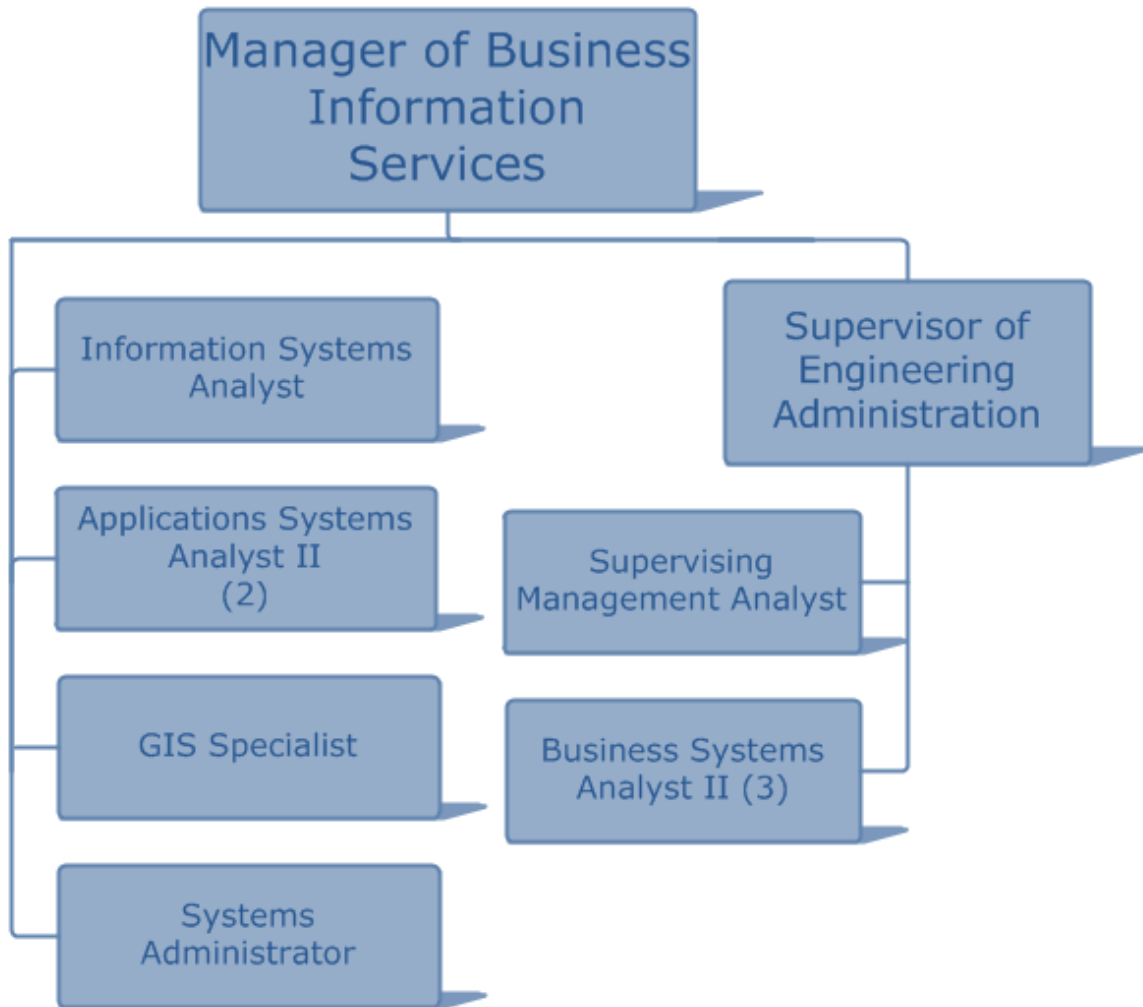 Manager of Business
Information
Services
Information Systems
Analyst
Supervisor of
Engineering
Administration
Applications Systems
Analyst II
(2)
Supervising
Management Analyst
GIS Specialist
Business Systems
Analyst II (3)
Systems
Administrator